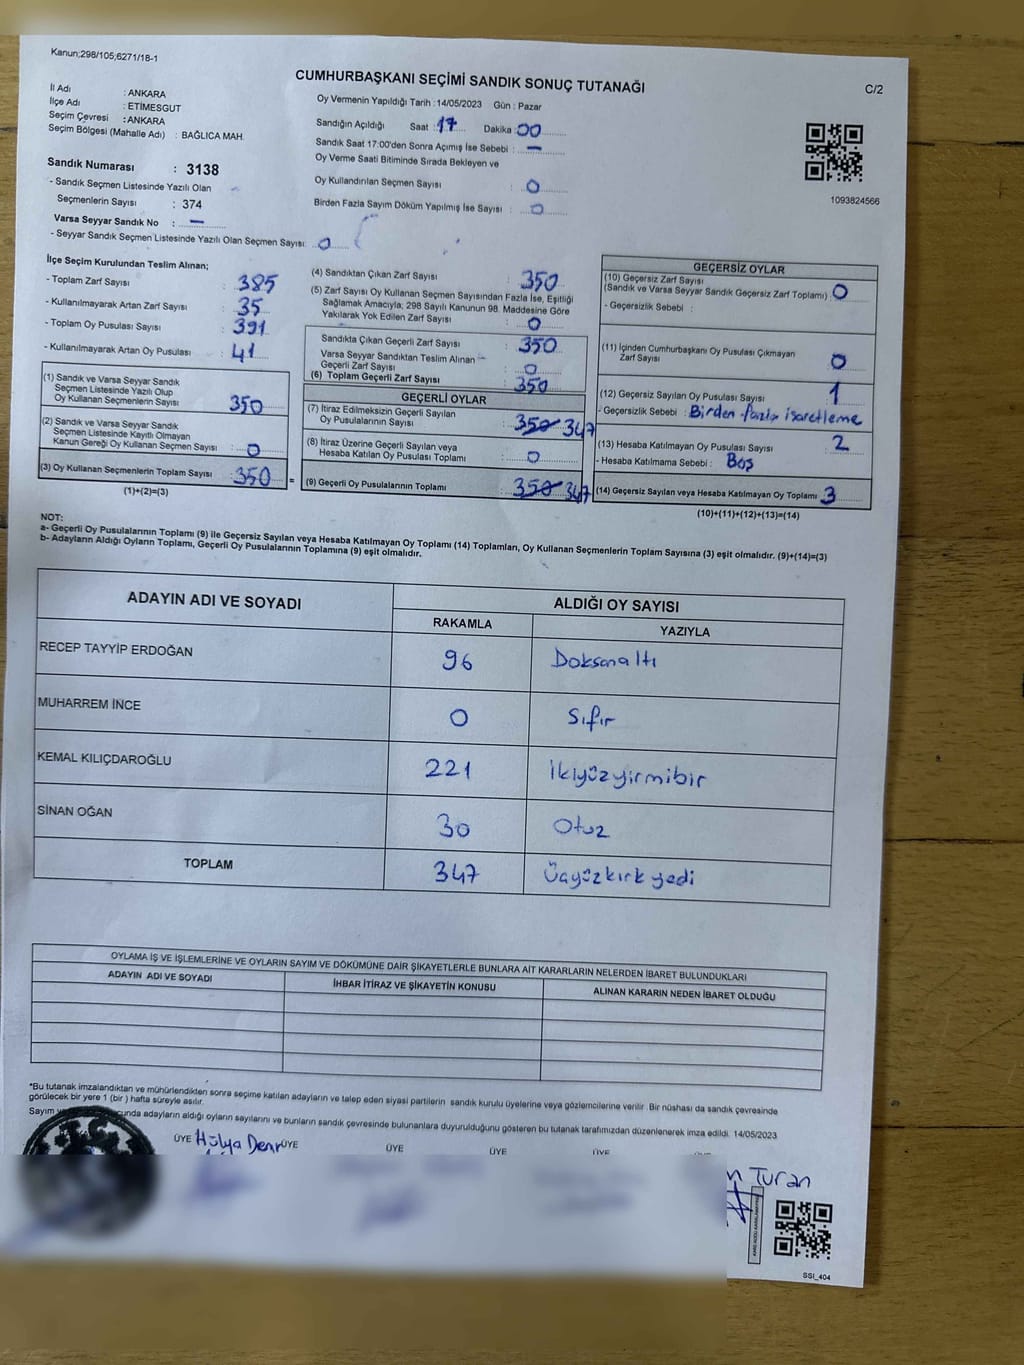 Kanun;298/105;6271/18-1
CUMHURBAŞKANI SEÇİMİ SANDIK SONUÇ TUTANAĞI
C/2
İl Adı : ANKARA
İlçe Adı : ETİMESGUT
Seçim Çevresi : ANKARA
Seçim Bölgesi (Mahalle Adı) : BAĞLICA MAH.
Oy Vermenin Yapıldığı Tarih : 14/05/2023 Gün : Pazar
Sandığın Açıldığı Saat : 17 Dakika : 00
Sandık Saat 17:00'den Sonra Açımış İse Sebebi : —
Oy Verme Saati Bitiminde Sırada Bekleyen ve
Oy Kullandırılan Seçmen Sayısı : 0
Birden Fazla Sayım Döküm Yapılmış İse Sayısı : 0
1093824566
Sandık Numarası : 3138
- Sandık Seçmen Listesinde Yazılı Olan
Seçmenlerin Sayısı : 374
Varsa Seyyar Sandık No : —
- Seyyar Sandık Seçmen Listesinde Yazılı Olan Seçmen Sayısı: 0
İlçe Seçim Kurulundan Teslim Alınan;
- Toplam Zarf Sayısı : 385
- Kullanılmayarak Artan Zarf Sayısı : 35
- Toplam Oy Pusulası Sayısı : 391
- Kullanılmayarak Artan Oy Pusulası : 41
(1) Sandık ve Varsa Seyyar Sandık
Seçmen Listesinde Yazılı Olup
Oy Kullanan Seçmenlerin Sayısı : 350
(2) Sandık ve Varsa Seyyar Sandık
Seçmen Listesinde Kayıtlı Olmayan
Kanun Gereği Oy Kullanan Seçmen Sayısı : 0
(3) Oy Kullanan Seçmenlerin Toplam Sayısı : 350 =
(1)+(2)=(3)
(4) Sandıktan Çıkan Zarf Sayısı : 350
(5) Zarf Sayısı Oy Kullanan Seçmen Sayısından Fazla İse, Eşitliği
Sağlamak Amacıyla; 298 Sayılı Kanunun 98. Maddesine Göre
Yakılarak Yok Edilen Zarf Sayısı : 0
Sandıkta Çıkan Geçerli Zarf Sayısı : 350
Varsa Seyyar Sandıktan Teslim Alınan
Geçerli Zarf Sayısı : 0
(6) Toplam Geçerli Zarf Sayısı : 350
GEÇERLİ OYLAR
(7) İtiraz Edilmeksizin Geçerli Sayılan
Oy Pusulalarının Sayısı : 350 347
(8) İtiraz Üzerine Geçerli Sayılan veya
Hesaba Katılan Oy Pusulası Toplamı : 0
(9) Geçerli Oy Pusulalarının Toplamı : 350 347
GEÇERSİZ OYLAR
(10) Geçersiz Zarf Sayısı
(Sandık ve Varsa Seyyar Sandık Geçersiz Zarf Toplamı) : 0
- Geçersizlik Sebebi :
(11) İçinden Cumhurbaşkanı Oy Pusulası Çıkmayan
Zarf Sayısı : 0
(12) Geçersiz Sayılan Oy Pusulası Sayısı : 1
- Geçersizlik Sebebi : Birden fazla işaretleme
(13) Hesaba Katılmayan Oy Pusulası Sayısı : 2
- Hesaba Katılmama Sebebi : Boş
(14) Geçersiz Sayılan veya Hesaba Katılmayan Oy Toplamı 3
(10)+(11)+(12)+(13)=(14)
NOT:
a- Geçerli Oy Pusulalarının Toplamı (9) ile Geçersiz Sayılan veya Hesaba Katılmayan Oy Toplamı (14) Toplamları, Oy Kullanan Seçmenlerin Toplam Sayısına (3) eşit olmalıdır. (9)+(14)=(3)
b- Adayların Aldığı Oyların Toplamı, Geçerli Oy Pusulalarının Toplamına (9) eşit olmalıdır.
ADAYIN ADI VE SOYADI
ALDIĞI OY SAYISI
RAKAMLA YAZIYLA
RECEP TAYYİP ERDOĞAN 96 Doksanaltı
MUHARREM İNCE 0 Sıfır
KEMAL KILIÇDAROĞLU 221 İkiyüzyirmibir
SİNAN OĞAN 30 Otuz
TOPLAM 347 Üçyüzkırkyedi
OYLAMA İŞ VE İŞLEMLERİNE VE OYLARIN SAYIM VE DÖKÜMÜNE DAİR ŞİKAYETLERLE BUNLARA AİT KARARLARIN NELERDEN İBARET BULUNDUKLARI
ADAYIN ADI VE SOYADI İHBAR İTİRAZ VE ŞİKAYETİN KONUSU ALINAN KARARIN NEDEN İBARET OLDUĞU
*Bu tutanak imzalandıktan ve mühürlendikten sonra seçime katılan adayların ve talep eden siyasi partilerin sandık kurulu üyelerine veya gözlemcilerine verilir. Bir nüshası da sandık çevresinde
görülecek bir yere 1 (bir) hafta süreyle asılır.
Sayım adayların aldığı oyların sayılarını ve bunların sandık çevresinde bulunanlara duyurulduğunu gösteren bu tutanak tarafımızdan düzenlenerek imza edildi. 14/05/2023
ÜYE Hülya ÜYE ÜYE ÜYE ÜYE
Turan
SSI_404